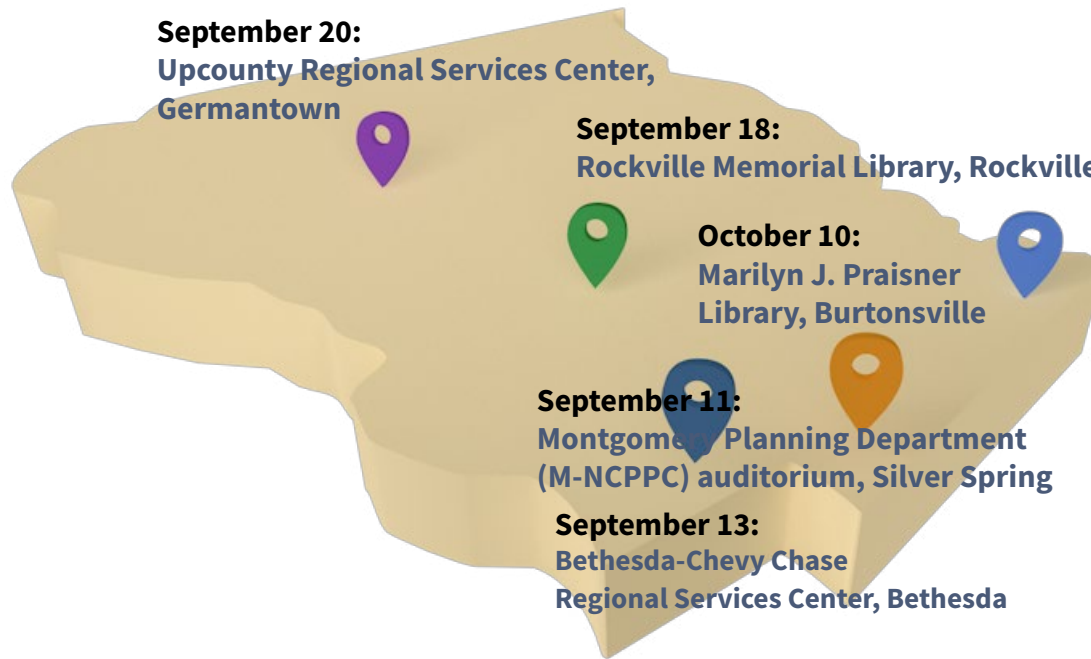 September 20:
Upcounty Regional Services Center,
Germantown
September 18:
Rockville Memorial Library, Rockville
October 10:
Marilyn J. Praisner
Library, Burtonsville
September 11:
Montgomery Planning Department
(M-NCPPC) auditorium, Silver Spring
September 13:
Bethesda-Chevy Chase
Regional Services Center, Bethesda